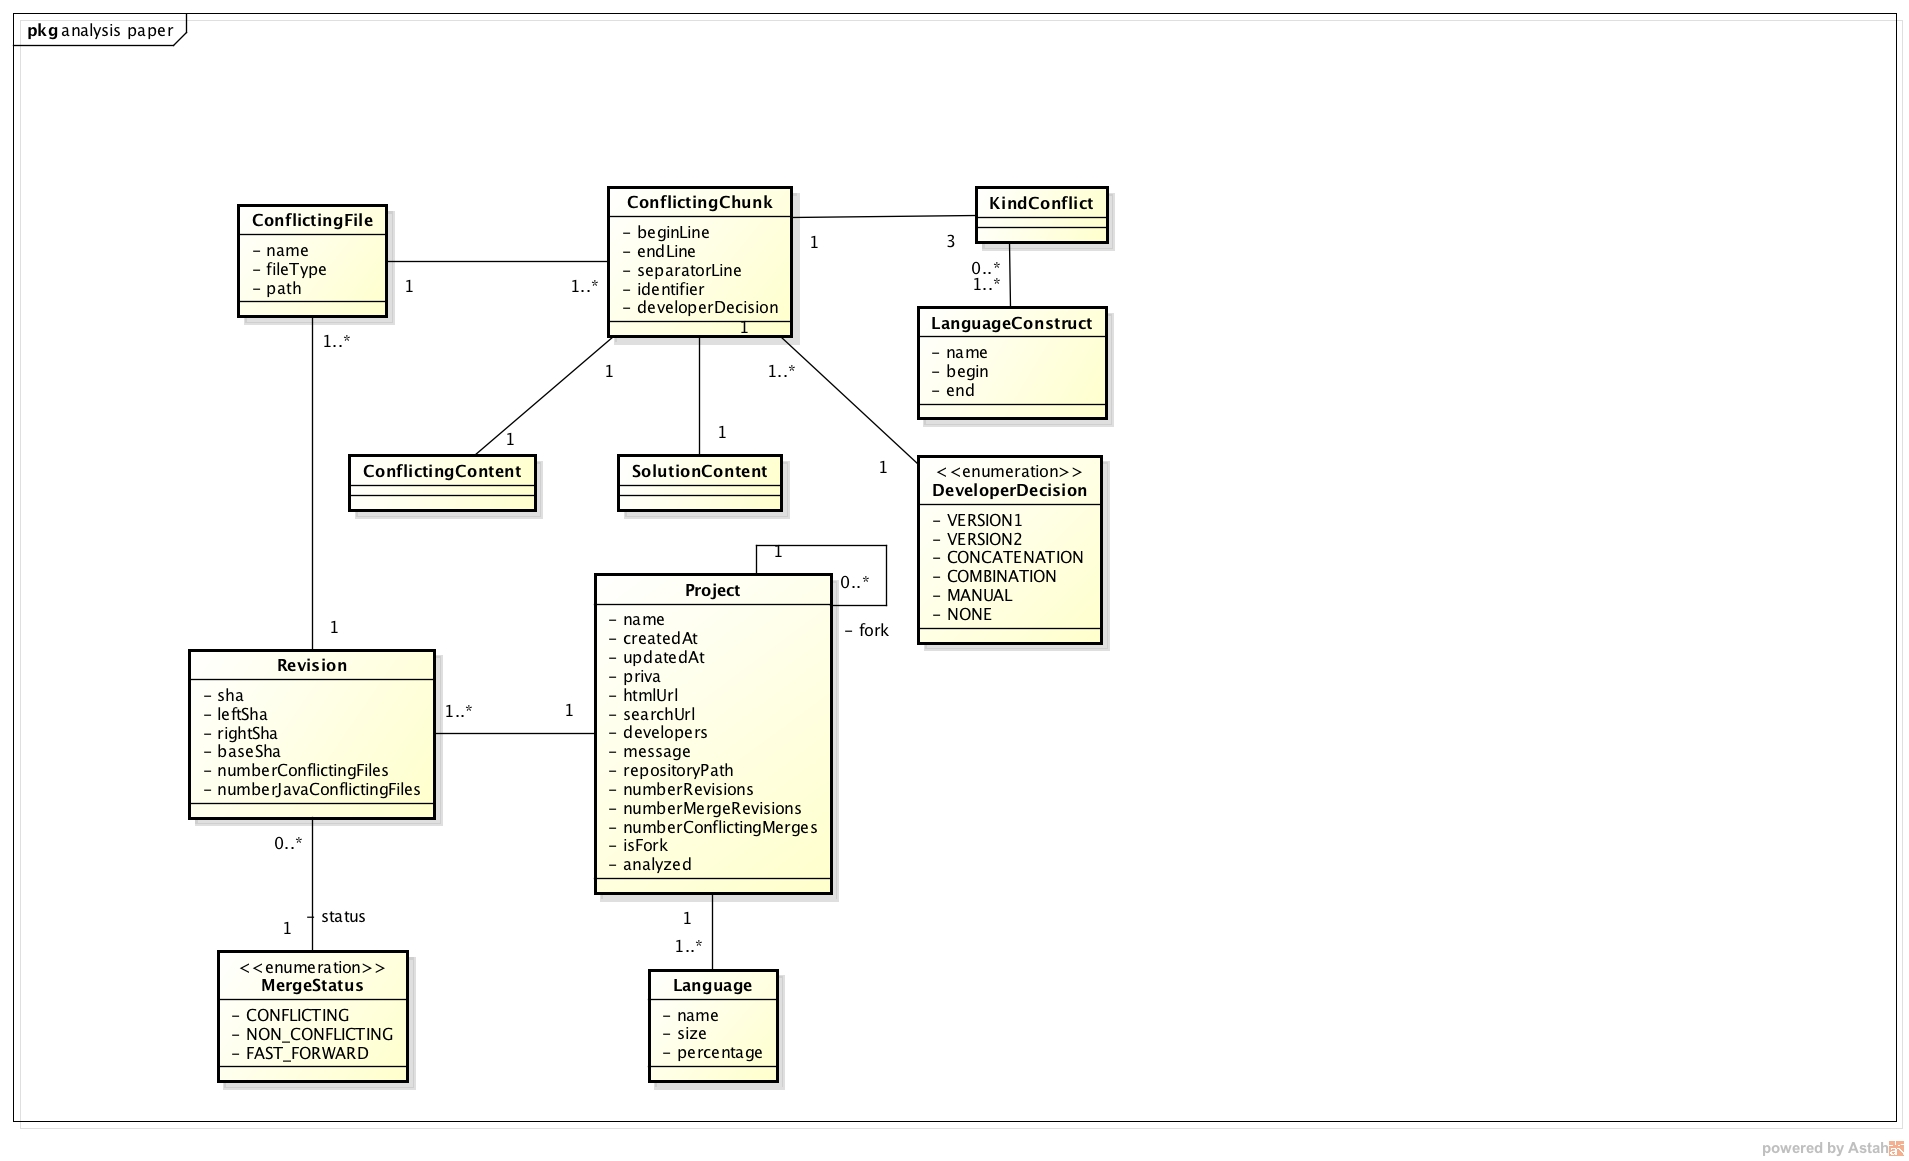 pkg analysis paper
ConflictingFile
- name
- fileType
- path
1
1..*
1..*
ConflictingChunk
- beginLine
- endLine
- separatorLine
- identifier
- developerDecision
1
1
3
KindConflict
0..*
1..*
LanguageConstruct
- name
- begin
- end
1
1
1
1..*
1
ConflictingContent
SolutionContent
<<enumeration>>
DeveloperDecision
- VERSION1
- VERSION2
- CONCATENATION
- COMBINATION
- MANUAL
- NONE
1
0..*
- fork
Project
- name
- createdAt
- updatedAt
- priva
- htmlUrl
- searchUrl
- developers
- message
- repositoryPath
- numberRevisions
- numberMergeRevisions
- numberConflictingMerges
- isFork
- analyzed
1
Revision
- sha
- leftSha
- rightSha
- baseSha
- numberConflictingFiles
- numberJavaConflictingFiles
1..*
1
0..*
- status
1
<<enumeration>>
MergeStatus
- CONFLICTING
- NON_CONFLICTING
- FAST_FORWARD
1
1..*
Language
- name
- size
- percentage
powered by Astah